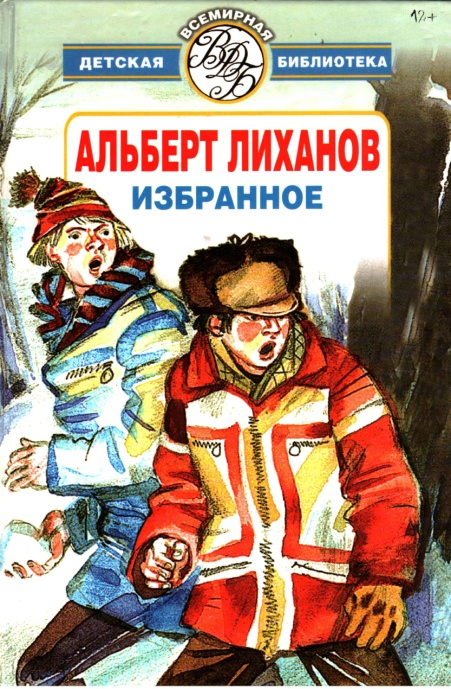 12+
ВСЕМИРНАЯ
ДЕТСКАЯ
ВДБ
БИБЛИОТЕКА
АЛЬБЕРТ ЛИХАНОВ
ИЗБРАННОЕ